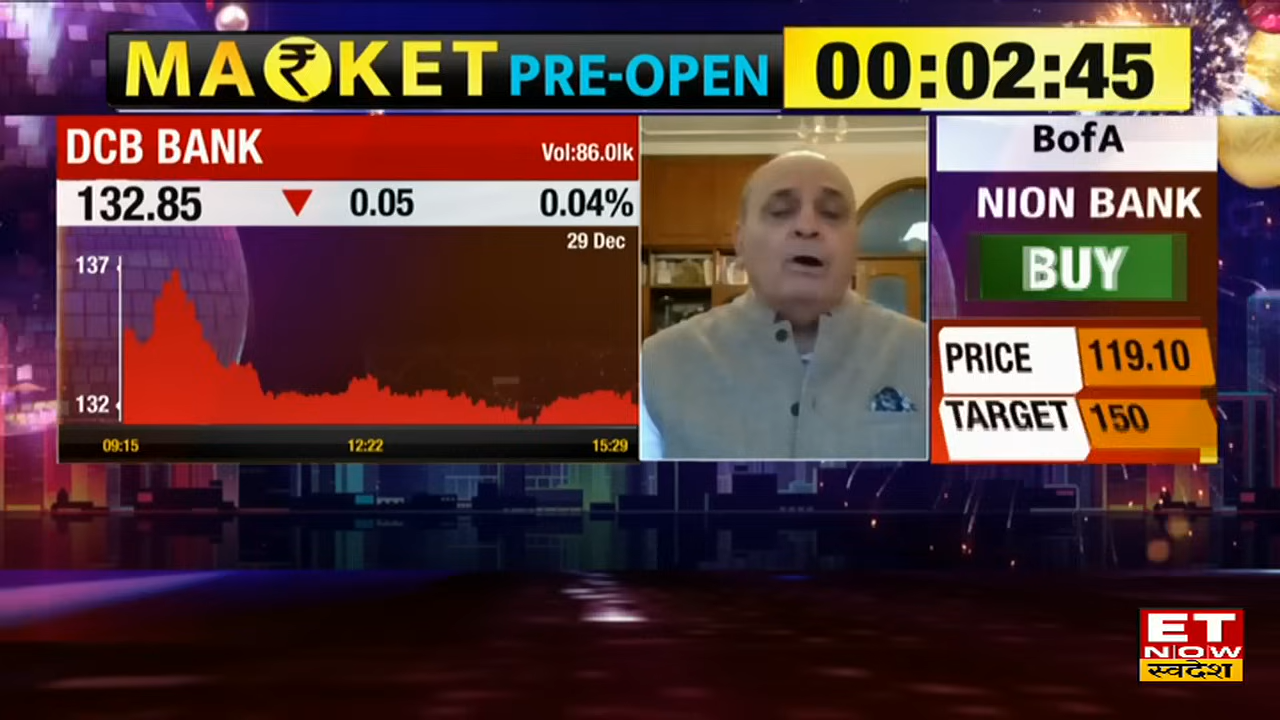 MA₹KET PRE-OPEN 00:02:45
DCB BANK
Vol:86.0lk
132.85 ▼ 0.05 0.04%
29 Dec
137
132
09:15 12:22 15:29
BofA
NION BANK
BUY
PRICE 119.10
TARGET 150
ET
NOW
स्वदेश